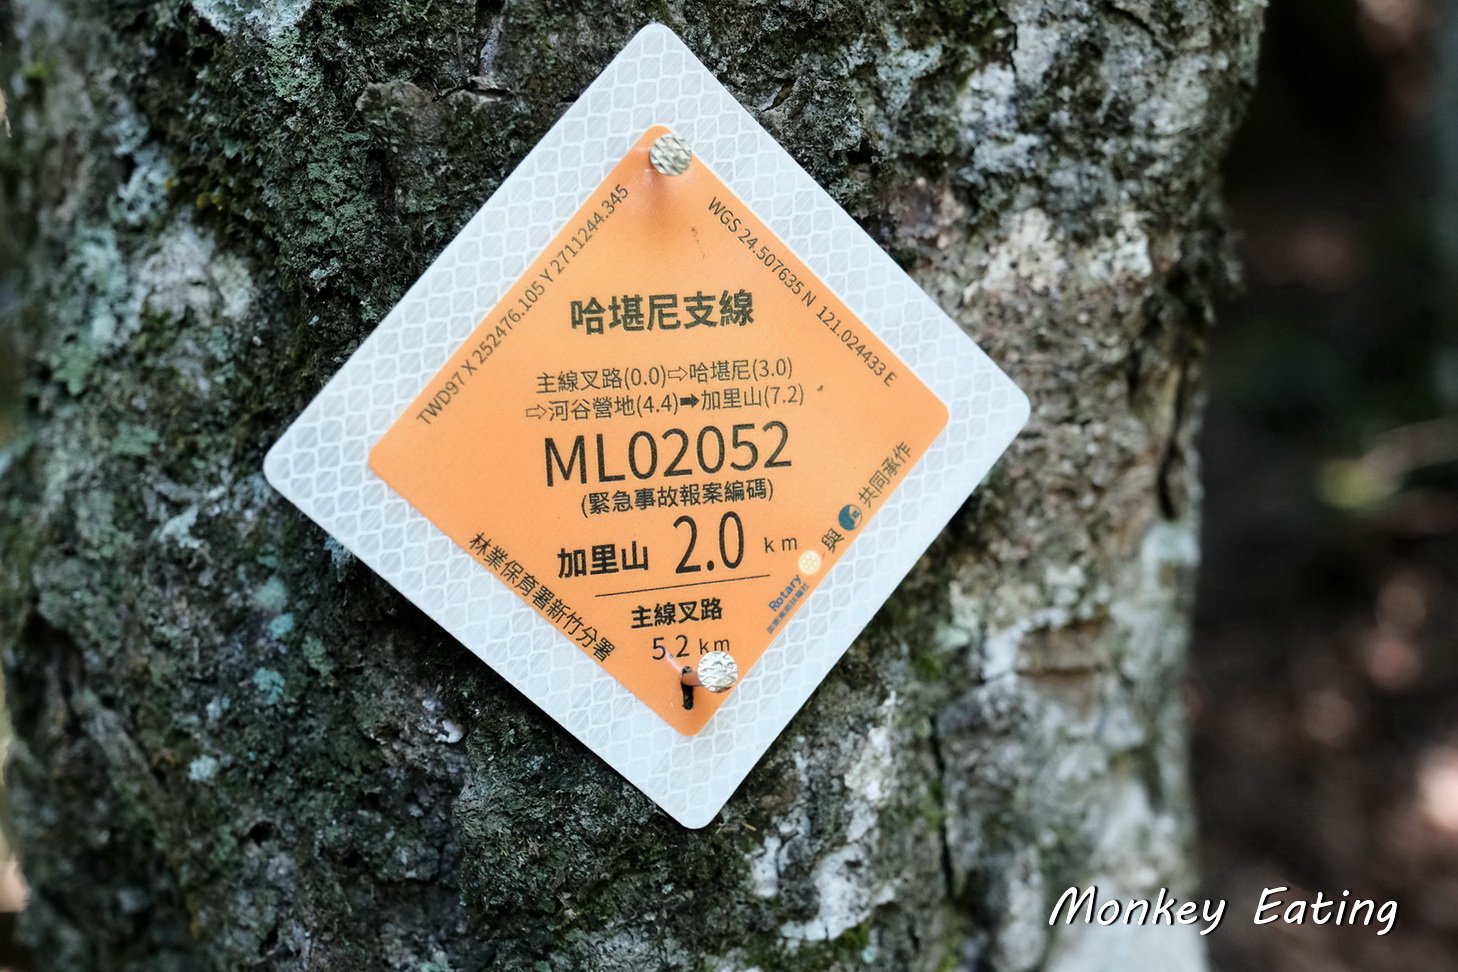 TWD97 X 252476.105 Y 2711244.345
WGS 24.507635 N 121.024433 E
哈堪尼支線
主線叉路(0.0)⇨哈堪尼(3.0)
⇨河谷營地(4.4)➡加里山(7.2)
ML02052
(緊急事故報案編碼)
加里山 2.0 km
主線叉路
5.2 km
林業保育署新竹分署
Rotary
與 共同承作
Monkey Eating